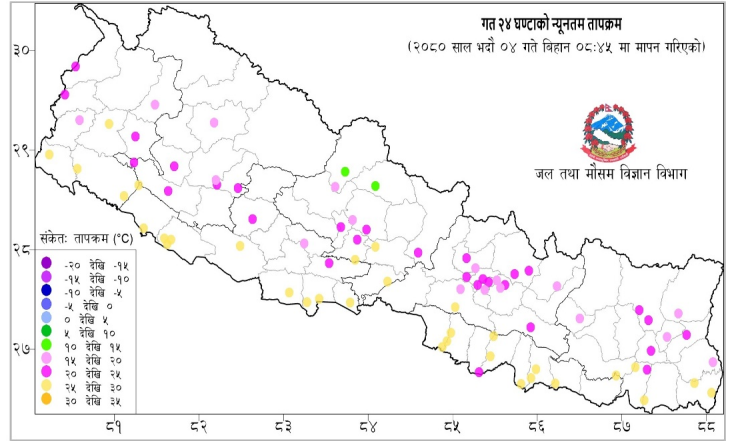 गत २४ घण्टाको न्यूनतम तापक्रम
(२०८० साल भदौ ०४ गते बिहान ०८:४५ मा मापन गरिएको)
जल तथा मौसम विज्ञान विभाग
३०
२९
२८
२७
संकेतः तापक्रम (°C)
-२० देखि -१५
-१५ देखि -१०
-१० देखि -५
-५ देखि ०
० देखि ५
५ देखि १०
१० देखि १५
१५ देखि २०
२० देखि २५
२५ देखि ३०
३० देखि ३५
८१ ८२ ८३ ८४ ८५ ८६ ८७ ८८